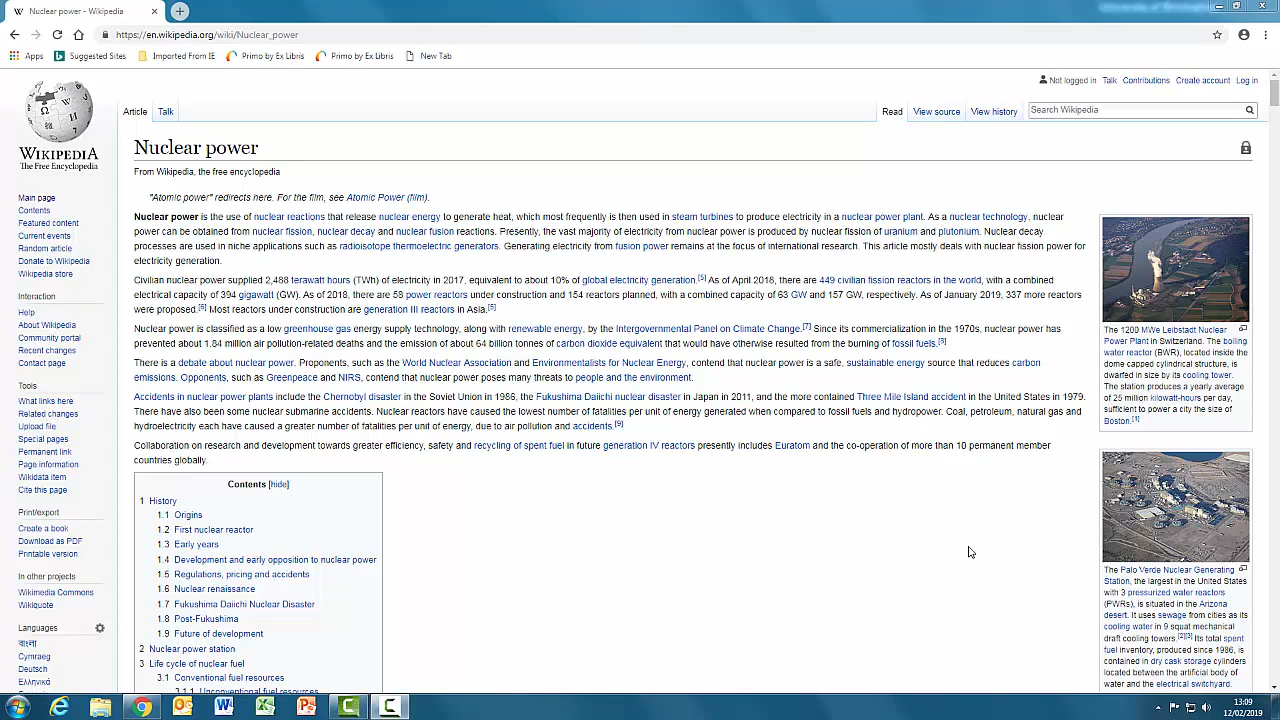 Nuclear power - Wikipedia
https://en.wikipedia.org/wiki/Nuclear_power
Apps Suggested Sites Imported From IE Primo by Ex Libris Primo by Ex Libris New Tab
Not logged in Talk Contributions Create account Log in
Article Talk Read View source View history Search Wikipedia
WIKIPEDIA
The Free Encyclopedia
Main page
Contents
Featured content
Current events
Random article
Donate to Wikipedia
Wikipedia store
Interaction
Help
About Wikipedia
Community portal
Recent changes
Contact page
Tools
What links here
Related changes
Upload file
Special pages
Permanent link
Page information
Wikidata item
Cite this page
Print/export
Create a book
Download as PDF
Printable version
In other projects
Wikimedia Commons
Wikiquote
Languages
বাংলা
Cymraeg
Deutsch
Ελληνικά
Nuclear power
From Wikipedia, the free encyclopedia
"Atomic power" redirects here. For the film, see Atomic Power (film).
Nuclear power is the use of nuclear reactions that release nuclear energy to generate heat, which most frequently is then used in steam turbines to produce electricity in a nuclear power plant. As a nuclear technology, nuclear
power can be obtained from nuclear fission, nuclear decay and nuclear fusion reactions. Presently, the vast majority of electricity from nuclear power is produced by nuclear fission of uranium and plutonium. Nuclear decay
processes are used in niche applications such as radioisotope thermoelectric generators. Generating electricity from fusion power remains at the focus of international research. This article mostly deals with nuclear fission power for
electricity generation.
Civilian nuclear power supplied 2,488 terawatt hours (TWh) of electricity in 2017, equivalent to about 10% of global electricity generation.[5] As of April 2018, there are 449 civilian fission reactors in the world, with a combined
electrical capacity of 394 gigawatt (GW). As of 2018, there are 58 power reactors under construction and 154 reactors planned, with a combined capacity of 63 GW and 157 GW, respectively. As of January 2019, 337 more reactors
were proposed.[6] Most reactors under construction are generation III reactors in Asia.[5]
Nuclear power is classified as a low greenhouse gas energy supply technology, along with renewable energy, by the Intergovernmental Panel on Climate Change.[7] Since its commercialization in the 1970s, nuclear power has
prevented about 1.84 million air pollution-related deaths and the emission of about 64 billion tonnes of carbon dioxide equivalent that would have otherwise resulted from the burning of fossil fuels.[8]
There is a debate about nuclear power. Proponents, such as the World Nuclear Association and Environmentalists for Nuclear Energy, contend that nuclear power is a safe, sustainable energy source that reduces carbon
emissions. Opponents, such as Greenpeace and NIRS, contend that nuclear power poses many threats to people and the environment.
Accidents in nuclear power plants include the Chernobyl disaster in the Soviet Union in 1986, the Fukushima Daiichi nuclear disaster in Japan in 2011, and the more contained Three Mile Island accident in the United States in 1979.
There have also been some nuclear submarine accidents. Nuclear reactors have caused the lowest number of fatalities per unit of energy generated when compared to fossil fuels and hydropower. Coal, petroleum, natural gas and
hydroelectricity each have caused a greater number of fatalities per unit of energy, due to air pollution and accidents.[9]
Collaboration on research and development towards greater efficiency, safety and recycling of spent fuel in future generation IV reactors presently includes Euratom and the co-operation of more than 10 permanent member
countries globally.
Contents [hide]
1 History
1.1 Origins
1.2 First nuclear reactor
1.3 Early years
1.4 Development and early opposition to nuclear power
1.5 Regulations, pricing and accidents
1.6 Nuclear renaissance
1.7 Fukushima Daiichi Nuclear Disaster
1.8 Post-Fukushima
1.9 Future of development
2 Nuclear power station
3 Life cycle of nuclear fuel
3.1 Conventional fuel resources
3.1.1 Unconventional fuel resources
The 1200 MWe Leibstadt Nuclear
Power Plant in Switzerland. The boiling
water reactor (BWR), located inside the
dome capped cylindrical structure, is
dwarfed in size by its cooling tower.
The station produces a yearly average
of 25 million kilowatt-hours per day,
sufficient to power a city the size of
Boston.[1]
The Palo Verde Nuclear Generating
Station, the largest in the United States
with 3 pressurized water reactors
(PWRs), is situated in the Arizona
desert. It uses sewage from cities as its
cooling water in 9 squat mechanical
draft cooling towers.[2][3] Its total spent
fuel inventory, produced since 1986, is
contained in dry cask storage cylinders
located between the artificial body of
water and the electrical switchyard.
13:09
12/02/2019